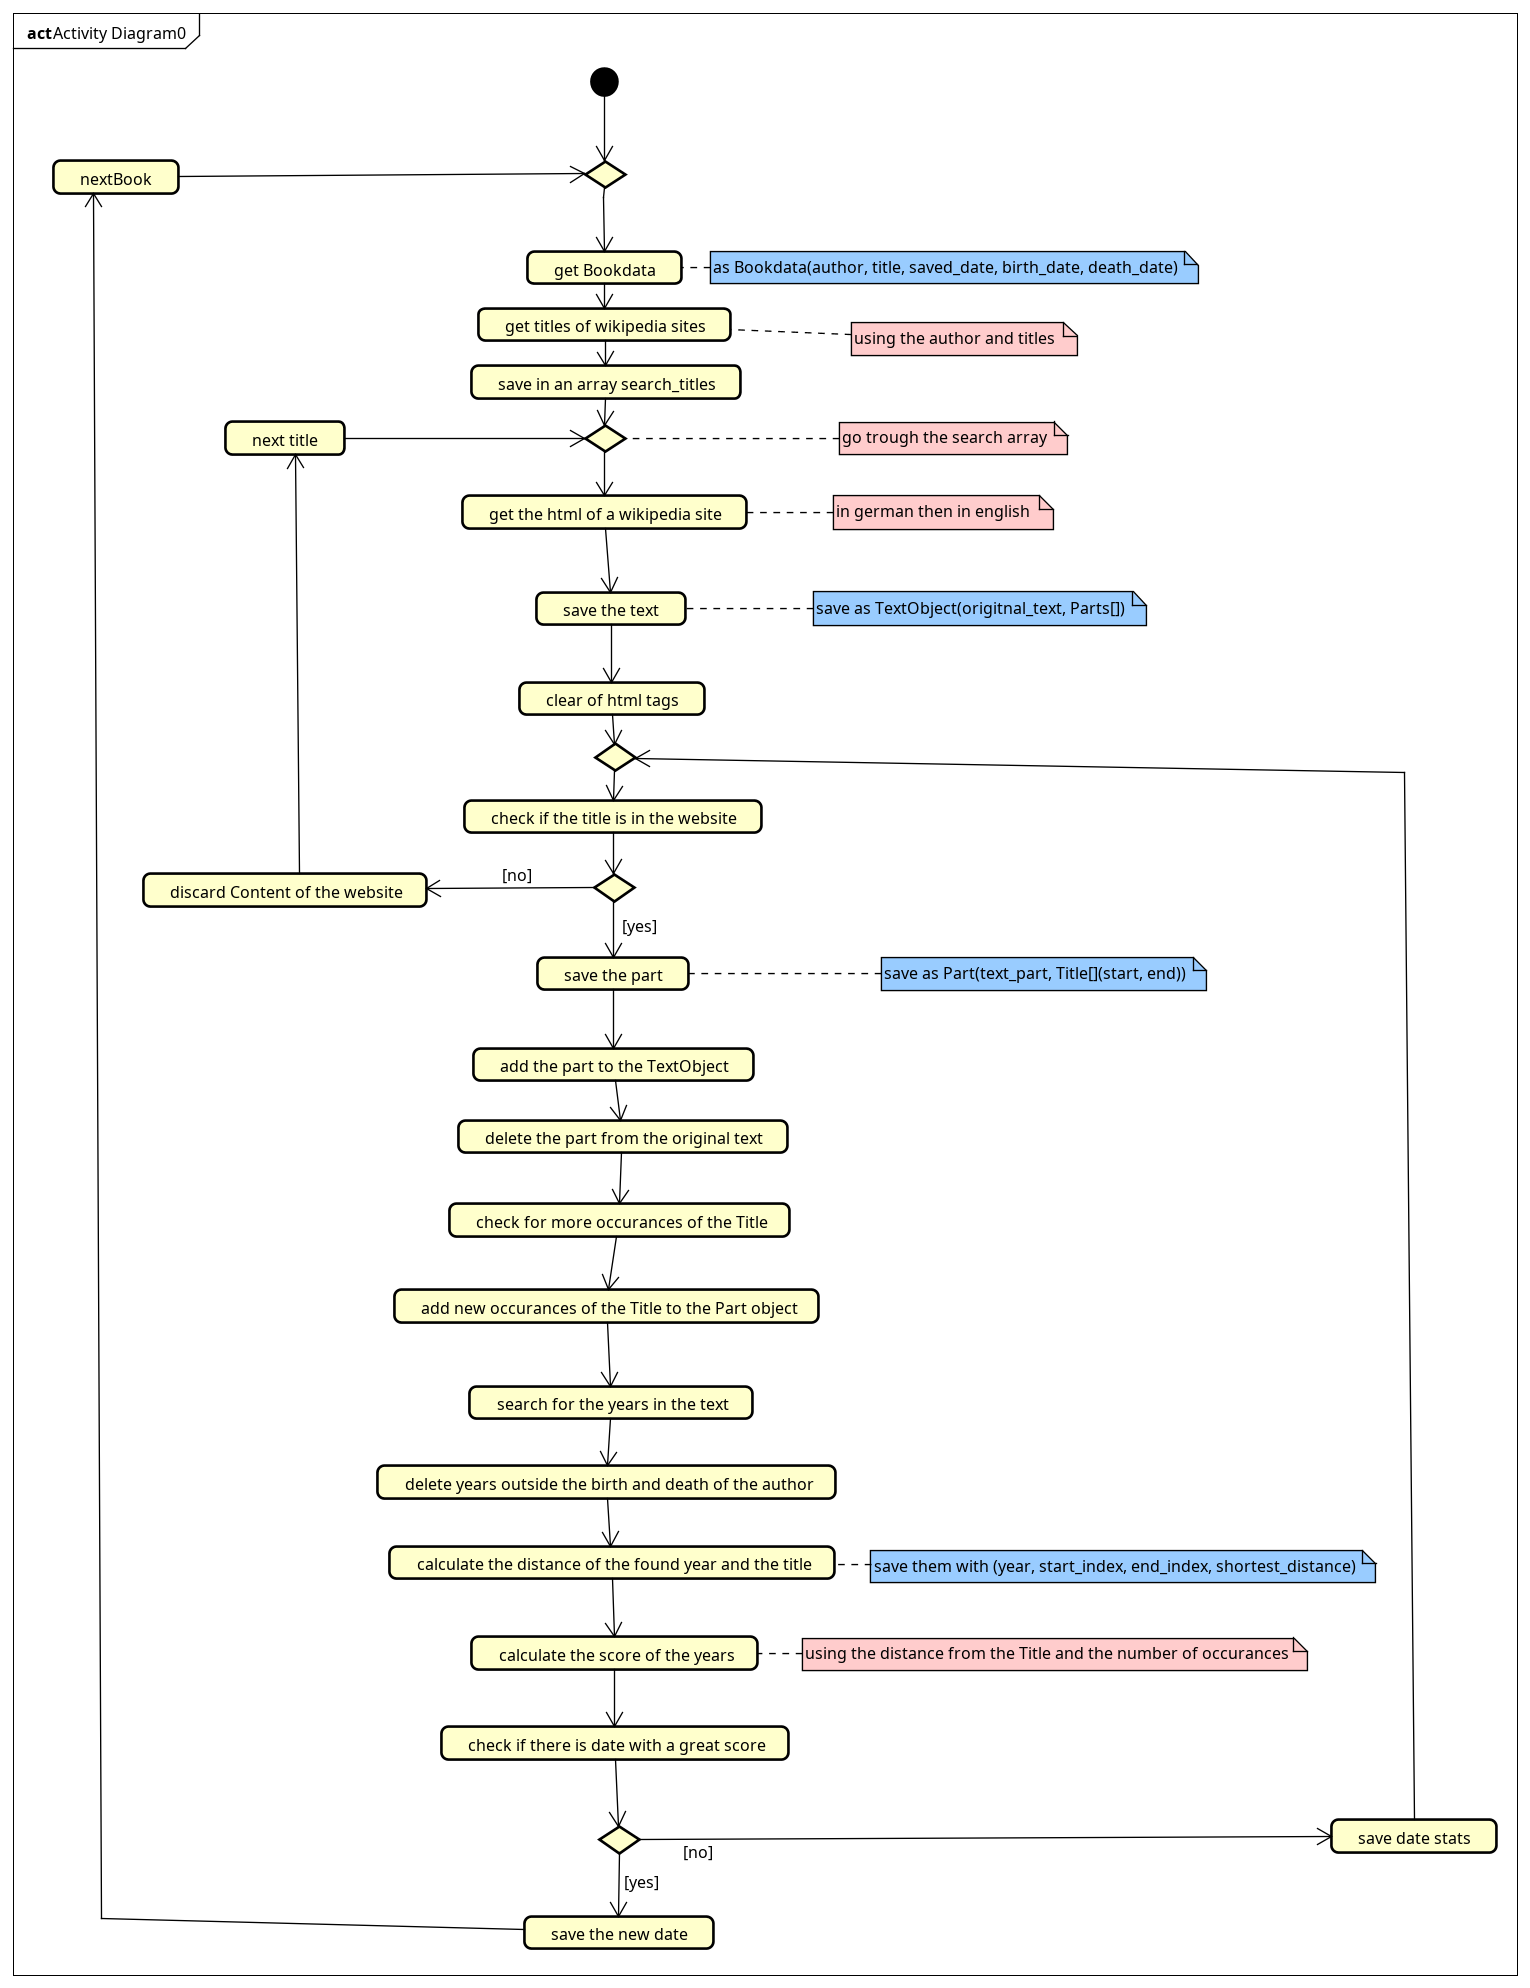 act Activity Diagram0
nextBook
get Bookdata
as Bookdata(author, title, saved_date, birth_date, death_date)
get titles of wikipedia sites
using the author and titles
save in an array search_titles
next title
go trough the search array
get the html of a wikipedia site
in german then in english
save the text
save as TextObject(origitnal_text, Parts[])
clear of html tags
check if the title is in the website
[no]
discard Content of the website
[yes]
save the part
save as Part(text_part, Title[](start, end))
add the part to the TextObject
delete the part from the original text
check for more occurances of the Title
add new occurances of the Title to the Part object
search for the years in the text
delete years outside the birth and death of the author
calculate the distance of the found year and the title
save them with (year, start_index, end_index, shortest_distance)
calculate the score of the years
using the distance from the Title and the number of occurances
check if there is date with a great score
save date stats
[no]
[yes]
save the new date